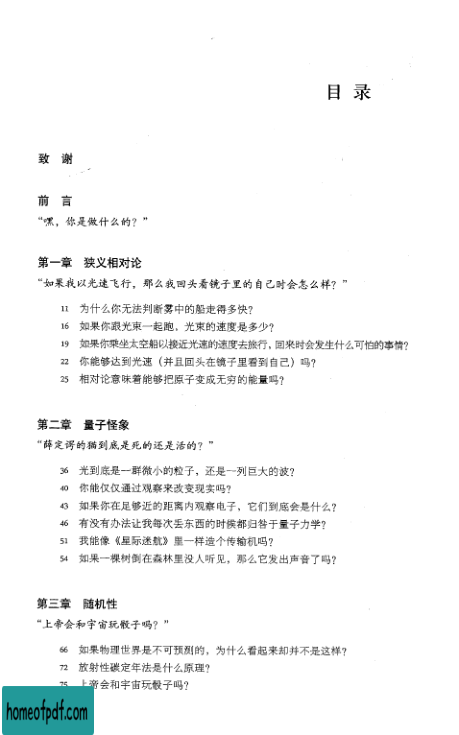 目 录
致 谢
前 言
“嘿，你是做什么的？”
第一章 狭义相对论
“如果我以光速飞行，那么我回头看镜子里的自己时会怎么样？”
11 为什么你无法判断雾中的船走得多快？
16 如果你跟光束一起跑，光束的速度是多少？
19 如果你乘坐太空船以接近光速的速度去旅行，回来时会发生什么可怕的事情？
22 你能够达到光速（并且回头在镜子里看到自己）吗？
25 相对论意味着能够把原子变成无穷的能量吗？
第二章 量子怪象
“薛定谔的猫到底是死的还是活的？”
36 光到底是一群微小的粒子，还是一列巨大的波？
40 你能仅仅通过观察来改变现实吗？
43 如果你在足够近的距离内观察电子，它们到底会是什么？
46 有没有办法让我每次丢东西的时候都归咎于量子力学？
51 我能像《星际迷航》里一样造个传输机吗？
54 如果一棵树倒在森林里没人听见，那么它发出声音了吗？
第三章 随机性
“上帝会和宇宙玩骰子吗？”
66 如果物理世界是不可预测的，为什么看起来却并不是这样？
72 放射性碳定年法是什么原理？
75 上帝会和宇宙玩骰子吗？
homeofpdf.com